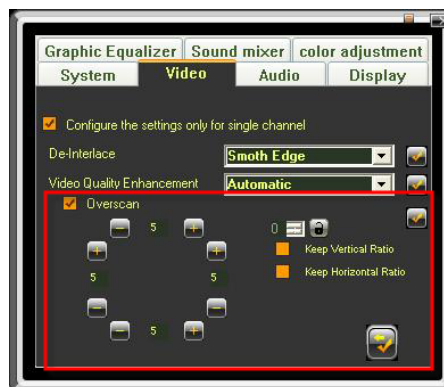 Graphic Equalizer Sound mixer color adjustment
System Video Audio Display
Configure the settings only for single channel
De-Interlace Smoth Edge
Video Quality Enhancement Automatic
Overscan
5 0
Keep Vertical Ratio
5 5 Keep Horizontal Ratio
5